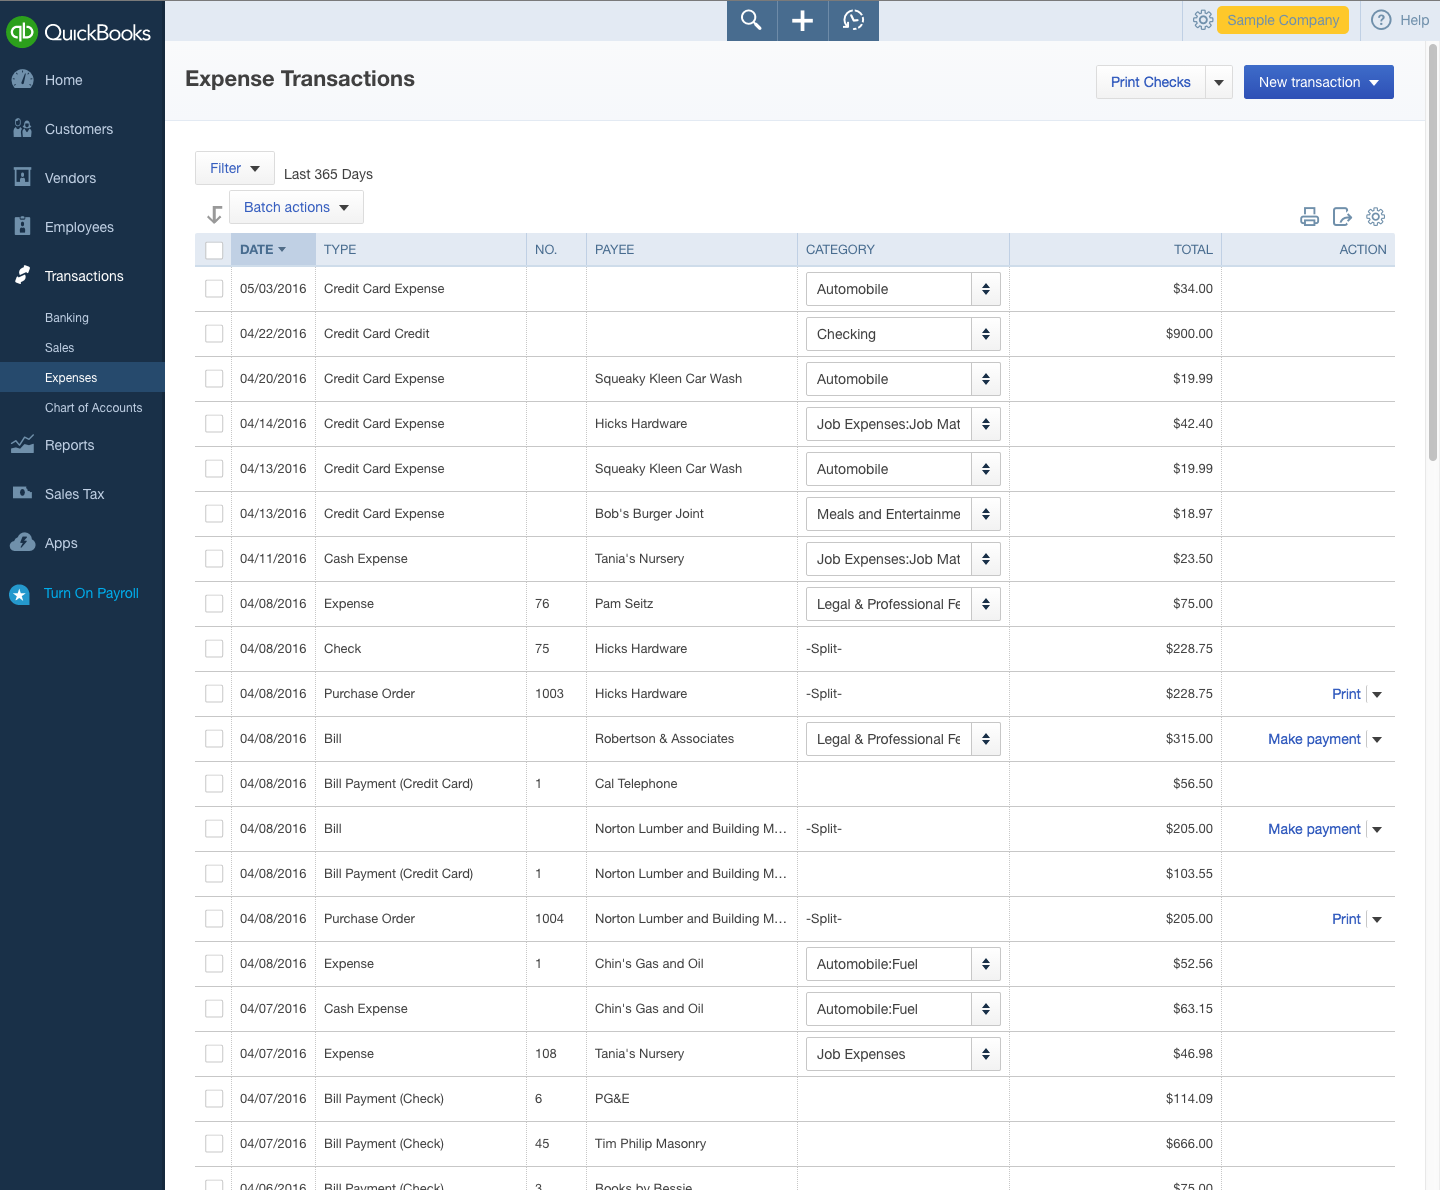 QuickBooks
Sample Company
? Help
Home
Customers
Vendors
Employees
Transactions
Banking
Sales
Expenses
Chart of Accounts
Reports
Sales Tax
Apps
Turn On Payroll
Expense Transactions
Print Checks
New transaction
Filter
Last 365 Days
Batch actions
DATE TYPE NO. PAYEE CATEGORY TOTAL ACTION
05/03/2016 Credit Card Expense Automobile $34.00
04/22/2016 Credit Card Credit Checking $900.00
04/20/2016 Credit Card Expense Squeaky Kleen Car Wash Automobile $19.99
04/14/2016 Credit Card Expense Hicks Hardware Job Expenses:Job Mat $42.40
04/13/2016 Credit Card Expense Squeaky Kleen Car Wash Automobile $19.99
04/13/2016 Credit Card Expense Bob's Burger Joint Meals and Entertainme $18.97
04/11/2016 Cash Expense Tania's Nursery Job Expenses:Job Mat $23.50
04/08/2016 Expense 76 Pam Seitz Legal & Professional Fe $75.00
04/08/2016 Check 75 Hicks Hardware -Split- $228.75
04/08/2016 Purchase Order 1003 Hicks Hardware -Split- $228.75 Print
04/08/2016 Bill Robertson & Associates Legal & Professional Fe $315.00 Make payment
04/08/2016 Bill Payment (Credit Card) 1 Cal Telephone $56.50
04/08/2016 Bill Norton Lumber and Building M... -Split- $205.00 Make payment
04/08/2016 Bill Payment (Credit Card) 1 Norton Lumber and Building M... $103.55
04/08/2016 Purchase Order 1004 Norton Lumber and Building M... -Split- $205.00 Print
04/08/2016 Expense 1 Chin's Gas and Oil Automobile:Fuel $52.56
04/07/2016 Cash Expense Chin's Gas and Oil Automobile:Fuel $63.15
04/07/2016 Expense 108 Tania's Nursery Job Expenses $46.98
04/07/2016 Bill Payment (Check) 6 PG&E $114.09
04/07/2016 Bill Payment (Check) 45 Tim Philip Masonry $666.00
04/06/2016 Bill Payment (Check) 3 Books by Bessie $75.00